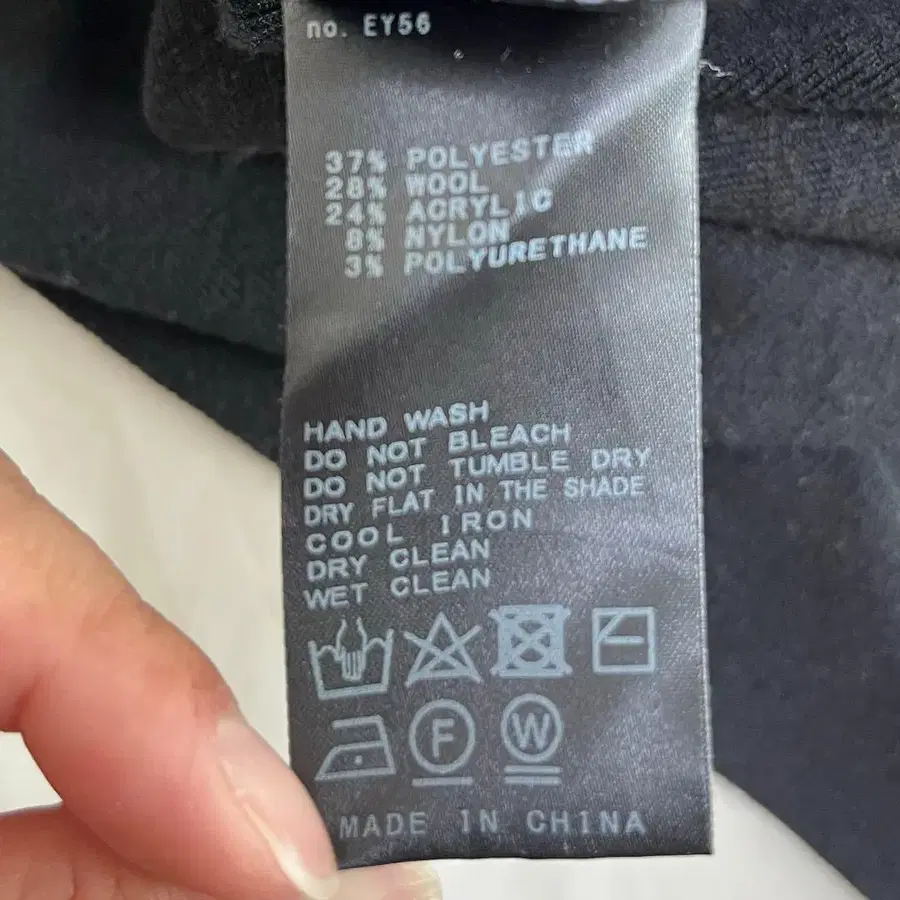 no. EY56
37% POLYESTER
28% WOOL
24% ACRYLIC
8% NYLON
3% POLYURETHANE
HAND WASH
DO NOT BLEACH
DO NOT TUMBLE DRY
DRY FLAT IN THE SHADE
COOL IRON
DRY CLEAN
WET CLEAN
F W
MADE IN CHINA